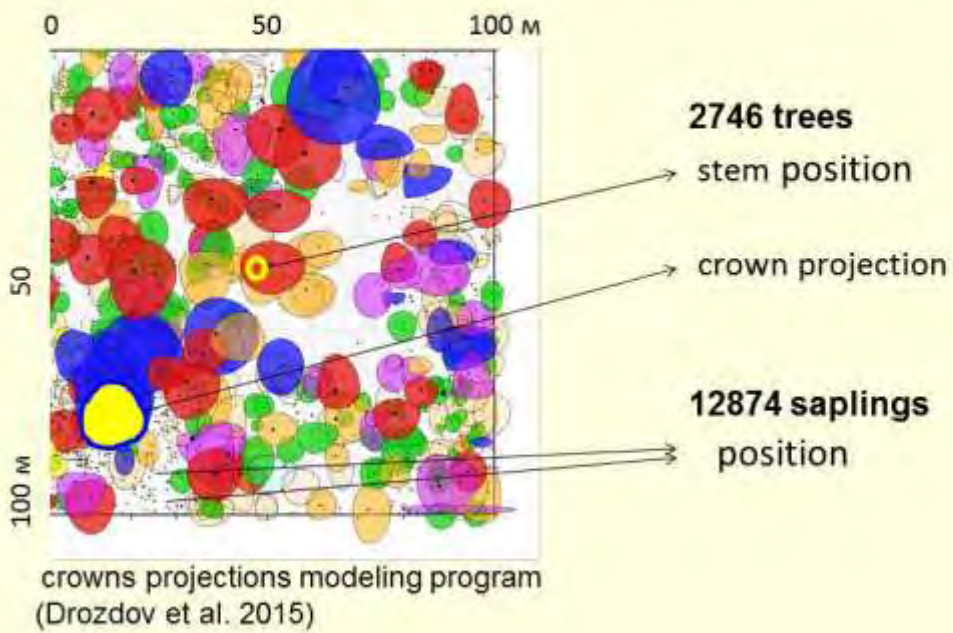 0 50 100 м
2746 trees
stem position
50
crown projection
12874 saplings
position
100 м
crowns projections modeling program
(Drozdov et al. 2015)